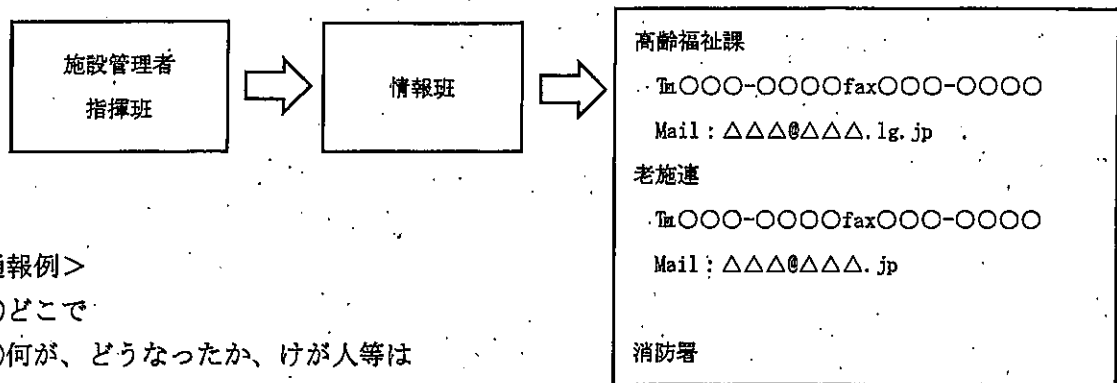 施設管理者
指揮班
情報班
高齢福祉課
℡○○○-○○○○fax○○○-○○○○
Mail：△△△@△△△.lg.jp
老施連
℡○○○-○○○○fax○○○-○○○○
Mail：△△△@△△△.jp
消防署
報例＞
どこで
何が、どうなったか、けが人等は